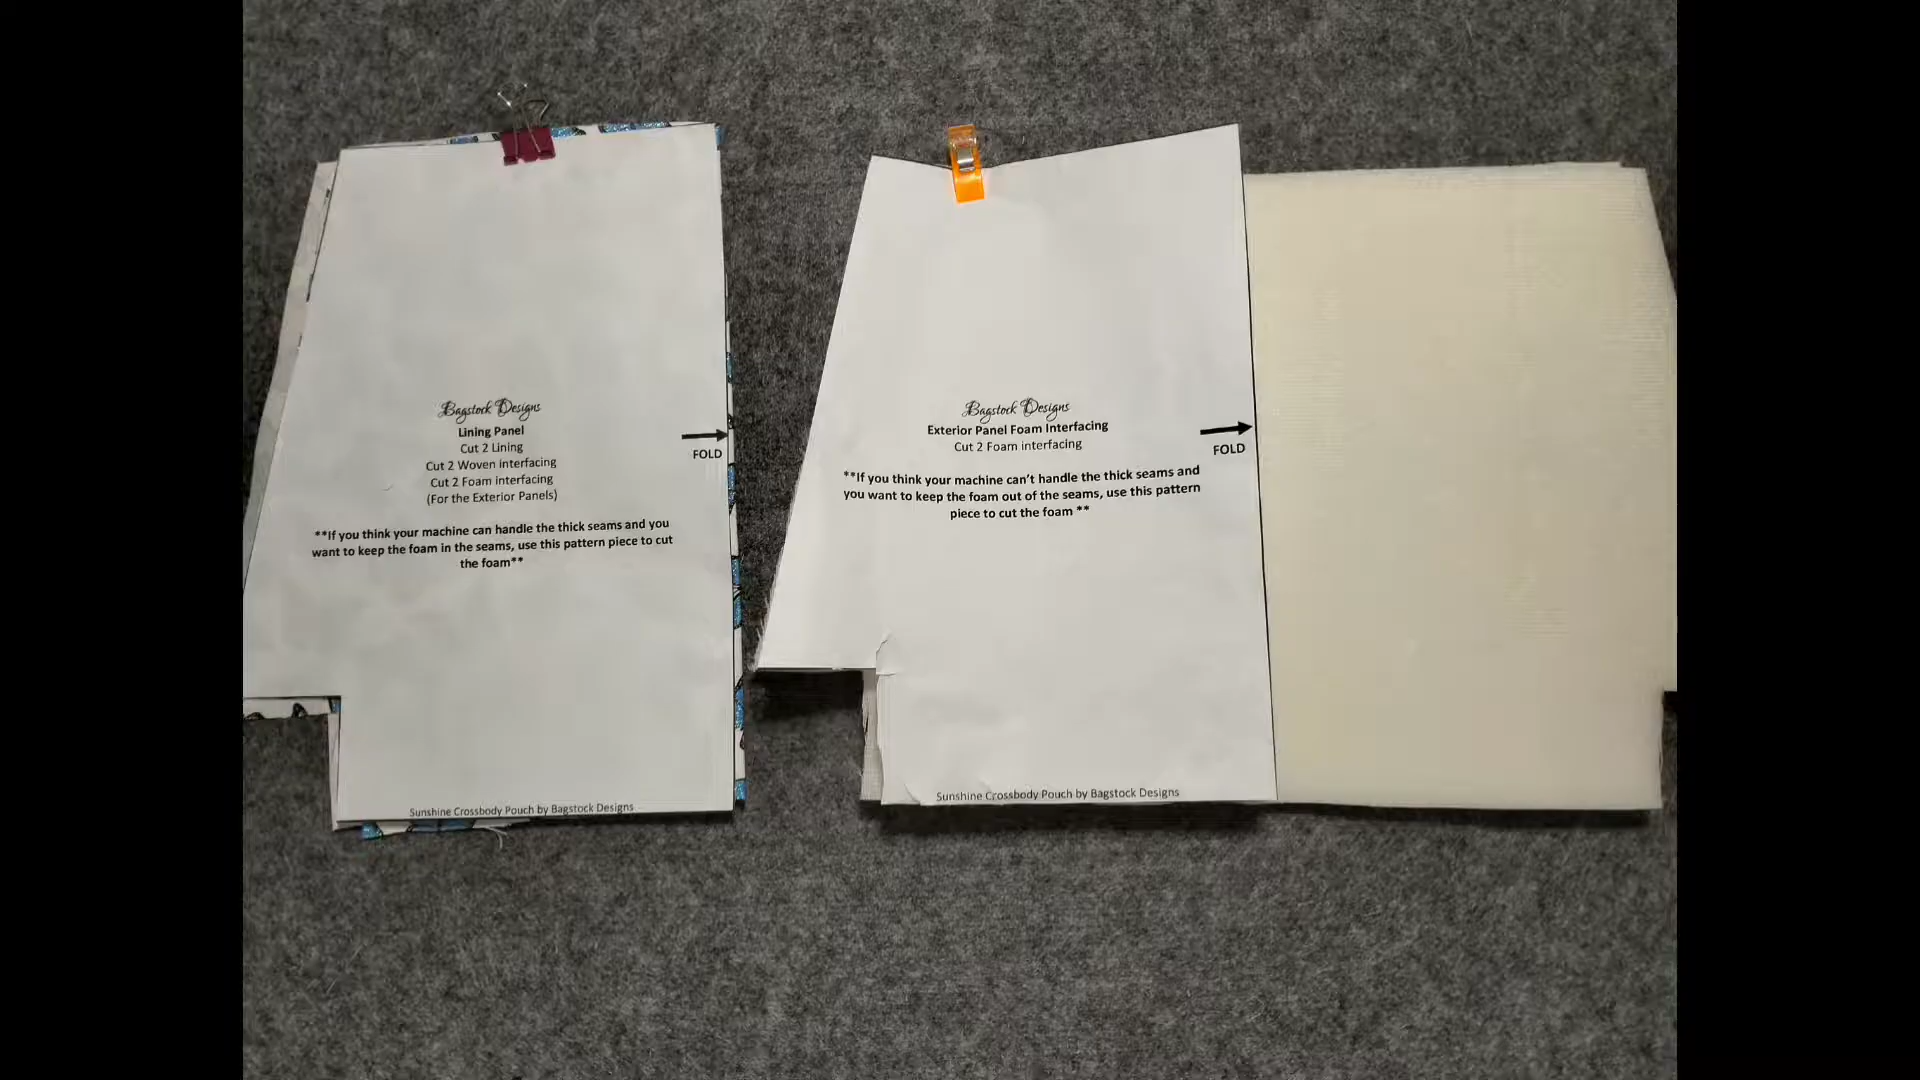 Bagstock Designs
Lining Panel
Cut 2 Lining
Cut 2 Woven interfacing
Cut 2 Foam interfacing
(For the Exterior Panels)
FOLD
**If you think your machine can handle the thick seams and you
want to keep the foam in the seams, use this pattern piece to cut
the foam**
Sunshine Crossbody Pouch by Bagstock Designs
Bagstock Designs
Exterior Panel Foam Interfacing
Cut 2 Foam interfacing
FOLD
**If you think your machine can't handle the thick seams and
you want to keep the foam out of the seams, use this pattern
piece to cut the foam **
Sunshine Crossbody Pouch by Bagstock Designs